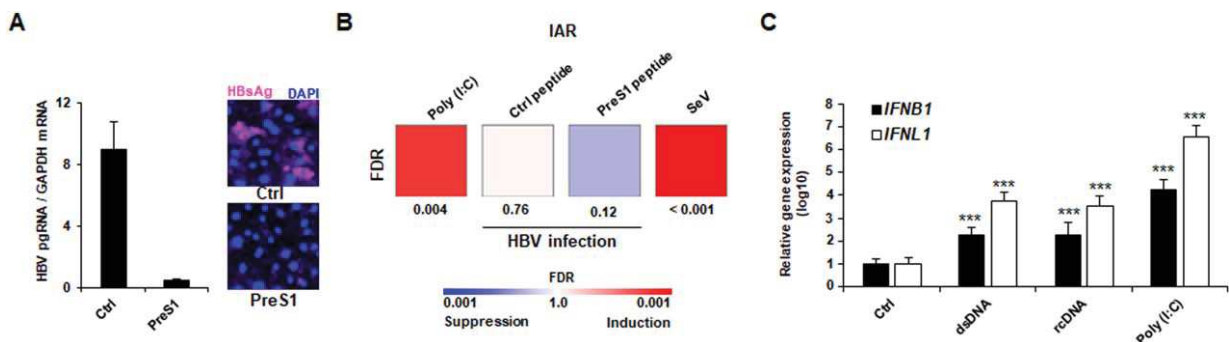 A
HBV pgRNA / GAPDH mRNA
12
8
4
0
Ctrl
PreS1
HBsAg DAPI
Ctrl
PreS1
B
IAR
Poly (I:C)
Ctrl peptide
PreS1 peptide
SeV
FDR
0.004 0.76 0.12 < 0.001
HBV infection
FDR
0.001 1.0 0.001
Suppression Induction
C
Relative gene expression
(log10)
8
7
6
5
4
3
2
1
0
IFNB1
IFNL1
*** *** *** *** *** ***
Ctrl
dsDNA
rcDNA
Poly (I:C)